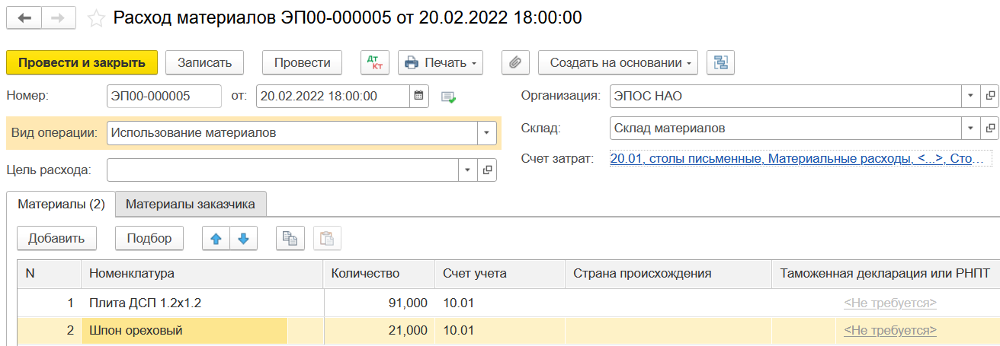 Расход материалов ЭП00-000005 от 20.02.2022 18:00:00
Провести и закрыть Записать Провести Дт Кт Печать Создать на основании
Номер: ЭП00-000005 от: 20.02.2022 18:00:00 Организация: ЭПОС НАО
Вид операции: Использование материалов Склад: Склад материалов
Цель расхода: Счет затрат: 20.01, столы письменные, Материальные расходы, <...>, Сто...
Материалы (2) Материалы заказчика
Добавить Подбор
N Номенклатура Количество Счет учета Страна происхождения Таможенная декларация или РНПТ
1 Плита ДСП 1.2х1.2 91,000 10.01 <Не требуется>
2 Шпон ореховый 21,000 10.01 <Не требуется>